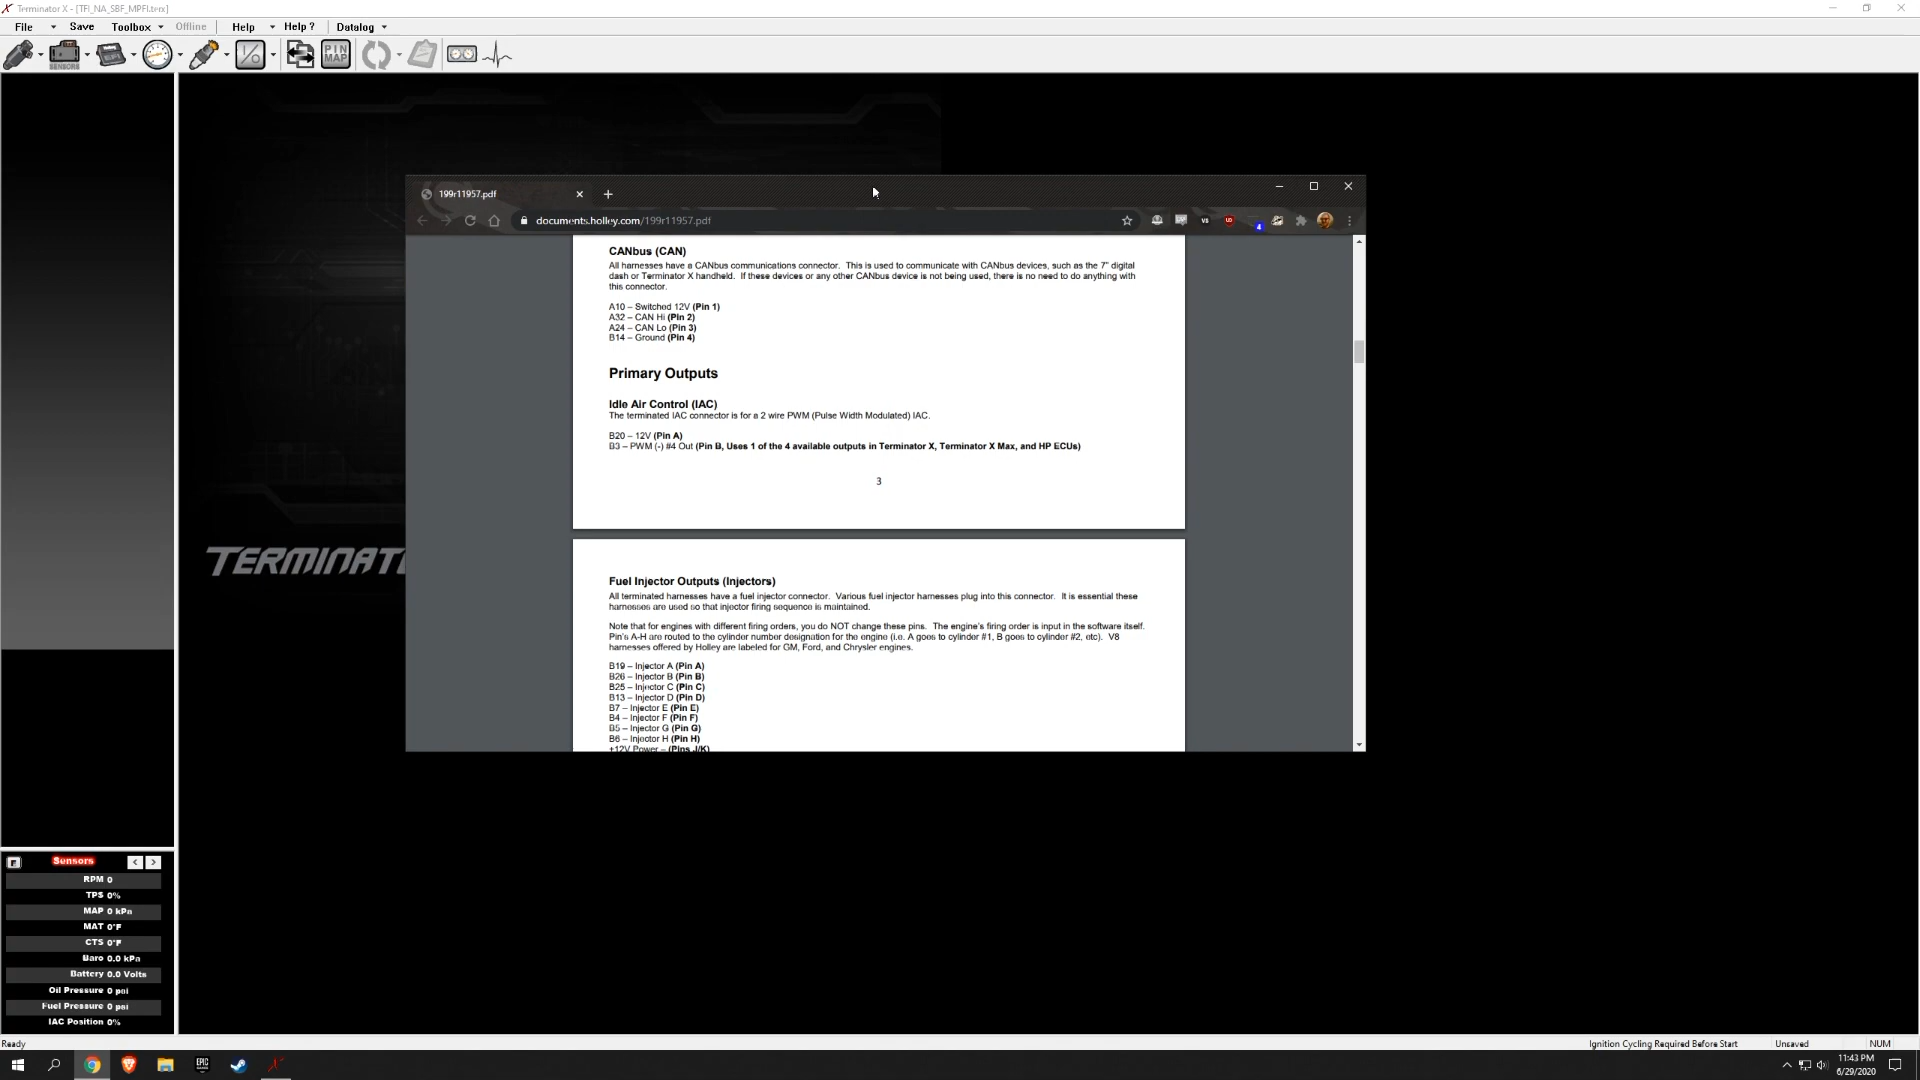 Terminator X - [TFI_NA_SBF_MPFI.terx]
File Save Toolbox Offline Help Help ? Datalog
SENSORS
I/O
PIN MAP
199r11957.pdf
documents.holley.com/199r11957.pdf
4
CANbus (CAN)
All harnesses have a CANbus communications connector. This is used to communicate with CANbus devices, such as the 7" digital
dash or Terminator X handheld. If these devices or any other CANbus device is not being used, there is no need to do anything with
this connector.
A10 – Switched 12V (Pin 1)
A32 – CAN Hi (Pin 2)
A24 – CAN Lo (Pin 3)
B14 – Ground (Pin 4)
Primary Outputs
Idle Air Control (IAC)
The terminated IAC connector is for a 2 wire PWM (Pulse Width Modulated) IAC.
B20 – 12V (Pin A)
B3 – PWM (-) #4 Out (Pin B, Uses 1 of the 4 available outputs in Terminator X, Terminator X Max, and HP ECUs)
3
TERMINAT
Fuel Injector Outputs (Injectors)
All terminated harnesses have a fuel injector connector. Various fuel injector harnesses plug into this connector. It is essential these
harnesses are used so that injector firing sequence is maintained.
Note that for engines with different firing orders, you do NOT change these pins. The engine's firing order is input in the software itself.
Pin's A-H are routed to the cylinder number designation for the engine (i.e. A goes to cylinder #1, B goes to cylinder #2, etc). V8
harnesses offered by Holley are labeled for GM, Ford, and Chrysler engines.
B19 – Injector A (Pin A)
B26 – Injector B (Pin B)
B25 – Injector C (Pin C)
B13 – Injector D (Pin D)
B7 – Injector E (Pin E)
B4 – Injector F (Pin F)
B5 – Injector G (Pin G)
B6 – Injector H (Pin H)
+12V Power – (Pins J/K)
Sensors
RPM 0
TPS 0%
MAP 0 kPa
MAT 0°F
CTS 0°F
Baro 0.0 kPa
Battery 0.0 Volts
Oil Pressure 0 psi
Fuel Pressure 0 psi
IAC Position 0%
Ready
Ignition Cycling Required Before Start
Unsaved
NUM
EPIC
11:43 PM
6/29/2020